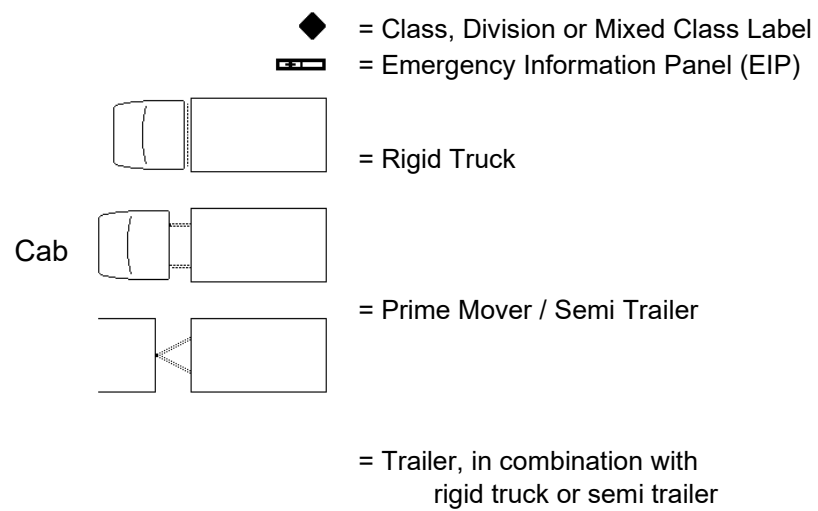 = Class, Division or Mixed Class Label
= Emergency Information Panel (EIP)
= Rigid Truck
Cab
= Prime Mover / Semi Trailer
= Trailer, in combination with
rigid truck or semi trailer